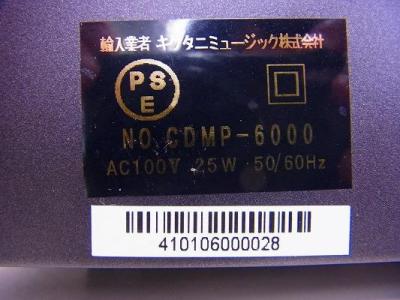 輸入業者 キクタニミュージック株式会社
PS
E
NO.CDMP-6000
AC100V 25W 50/60Hz
410106000028